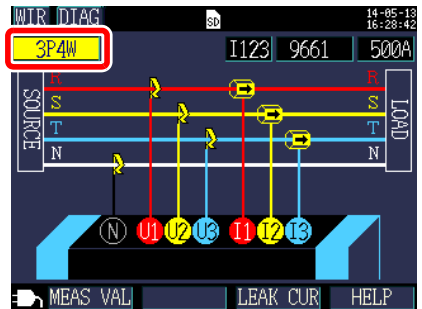 WIR DIAG SD 14-05-13
16:28:42
3P4W I123 9661 500A
R R
S S
T T
N N
SOURCE LOAD
N U1 U2 U3 I1 I2 I3
MEAS VAL LEAK CUR HELP